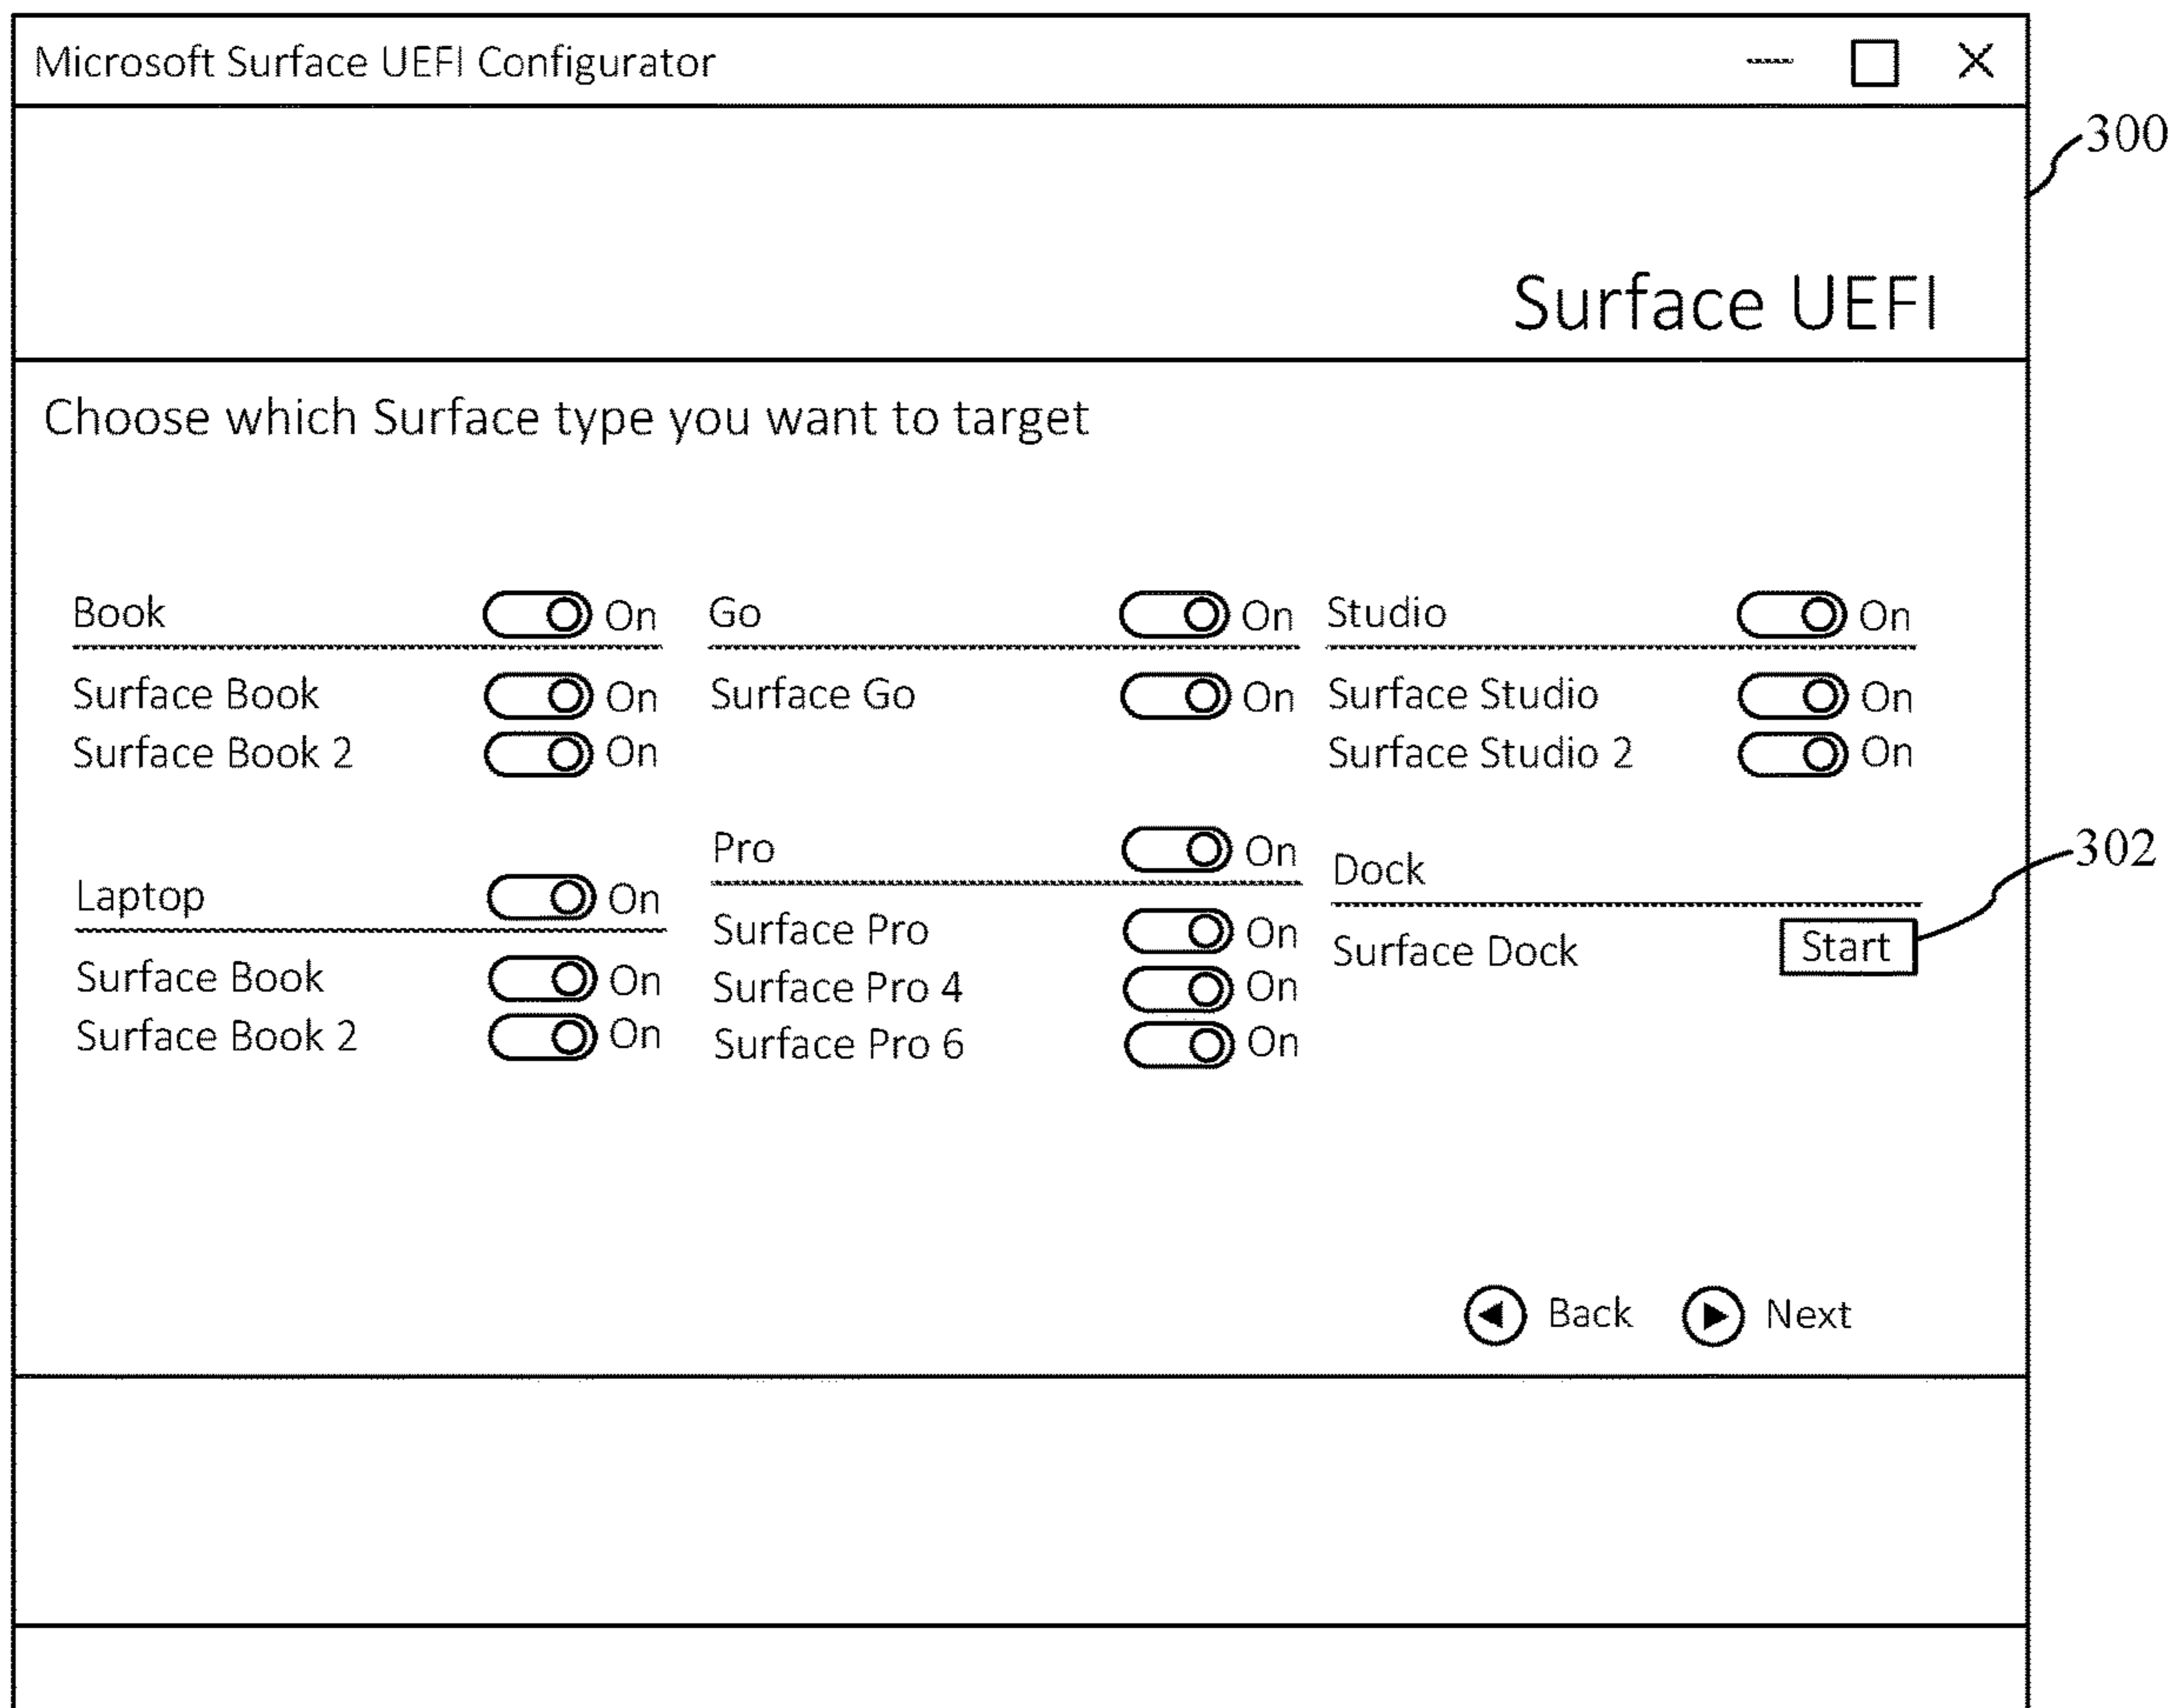 Microsoft Surface UEFI Configurator
300
Surface UEFI
Choose which Surface type you want to target
Book On
Surface Book On
Surface Book 2 On
Go On
Surface Go On
Studio On
Surface Studio On
Surface Studio 2 On
Laptop On
Surface Book On
Surface Book 2 On
Pro On
Surface Pro On
Surface Pro 4 On
Surface Pro 6 On
Dock
Surface Dock Start
302
Back Next